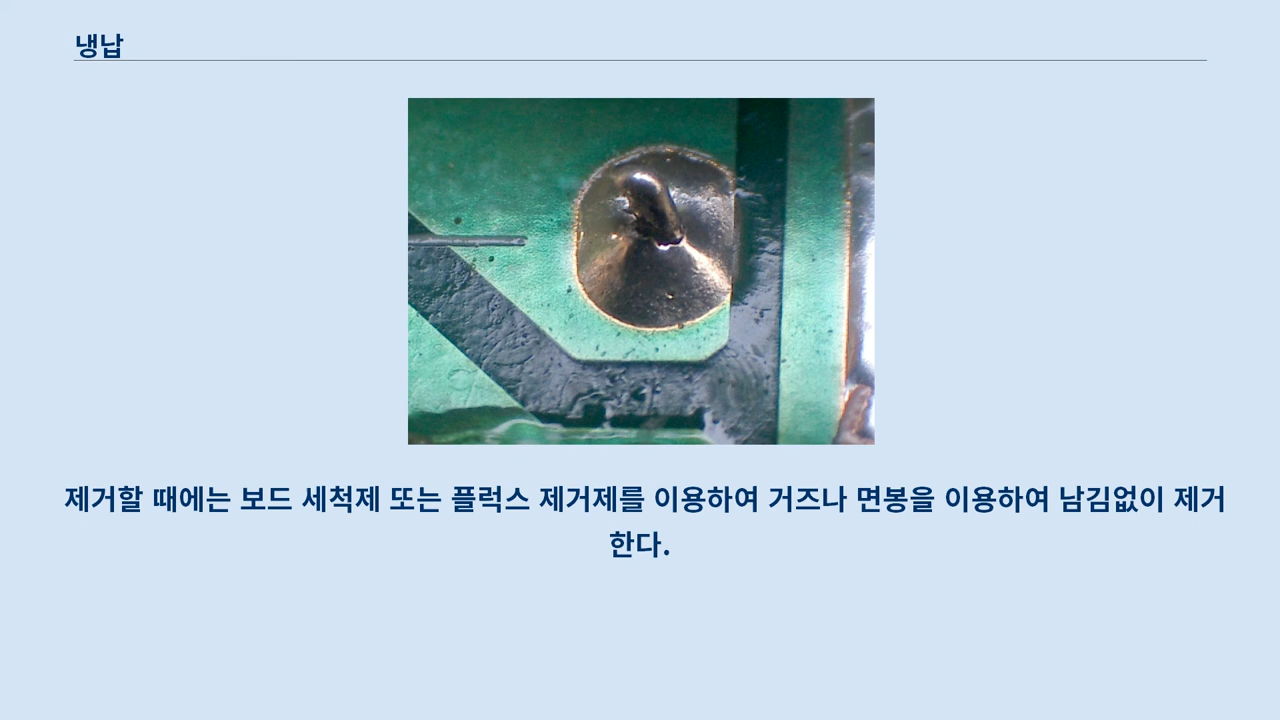 냉납
제거할 때에는 보드 세척제 또는 플럭스 제거제를 이용하여 거즈나 면봉을 이용하여 남김없이 제거
한다.